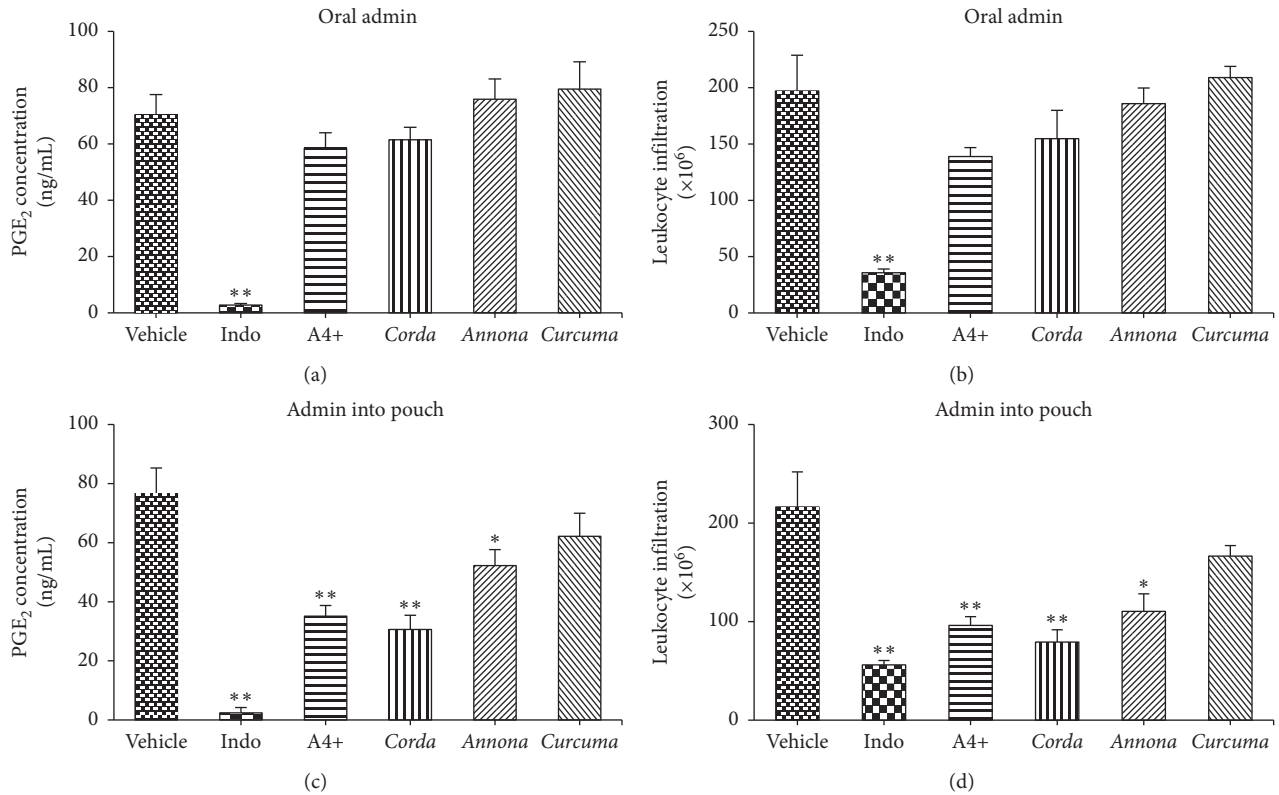 Oral admin
100
80
60
40
20
0
PGE₂ concentration
(ng/mL)
**
Vehicle Indo A4+ Corda Annona Curcuma
(a)
Oral admin
250
200
150
100
50
0
Leukocyte infiltration
(×10⁶)
**
Vehicle Indo A4+ Corda Annona Curcuma
(b)
Admin into pouch
100
80
60
40
20
0
PGE₂ concentration
(ng/mL)
** ** ** *
Vehicle Indo A4+ Corda Annona Curcuma
(c)
Admin into pouch
300
200
100
0
Leukocyte infiltration
(×10⁶)
** ** ** *
Vehicle Indo A4+ Corda Annona Curcuma
(d)